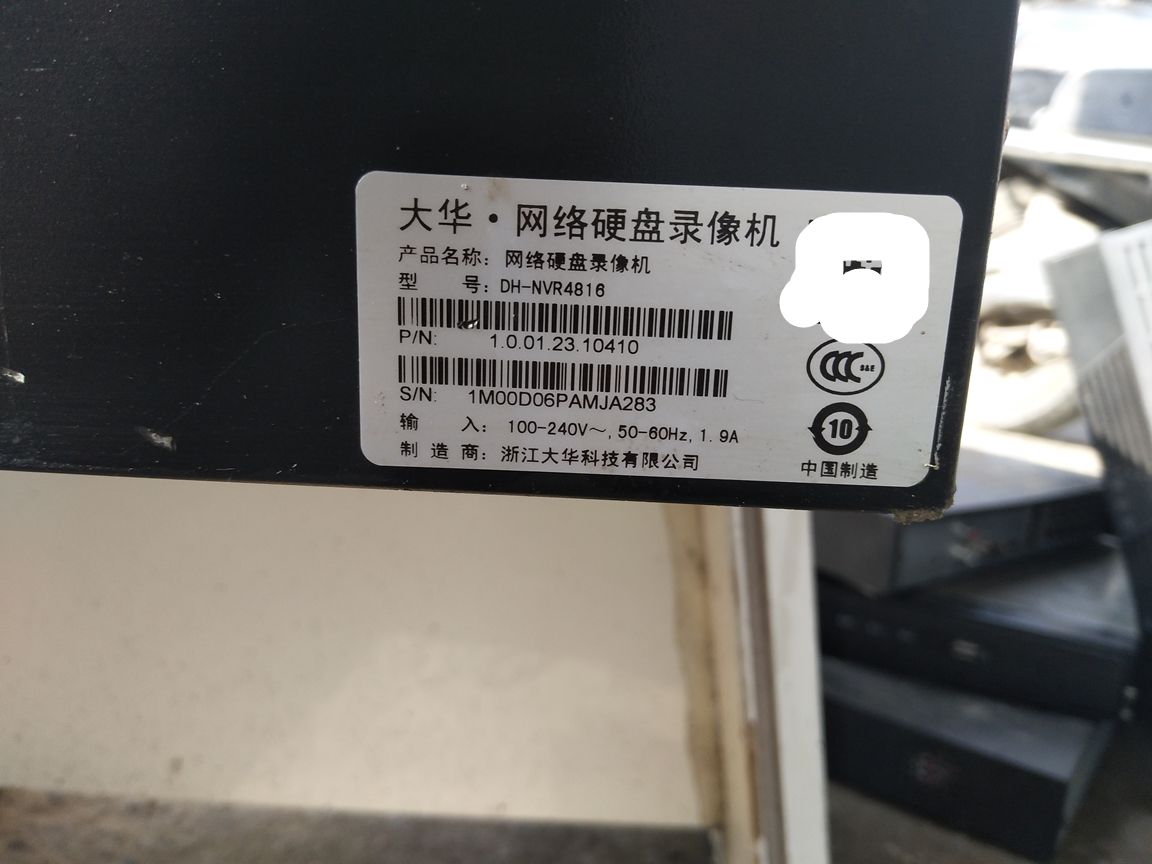 大华·网络硬盘录像机
产品名称：网络硬盘录像机
型 号：DH-NVR4816
P/N: 1.0.01.23.10410
S/N: 1M00D06PAMJA283
输 入：100-240V～,50-60Hz,1.9A
制 造 商：浙江大华科技有限公司
CCC S&E
10
中国制造